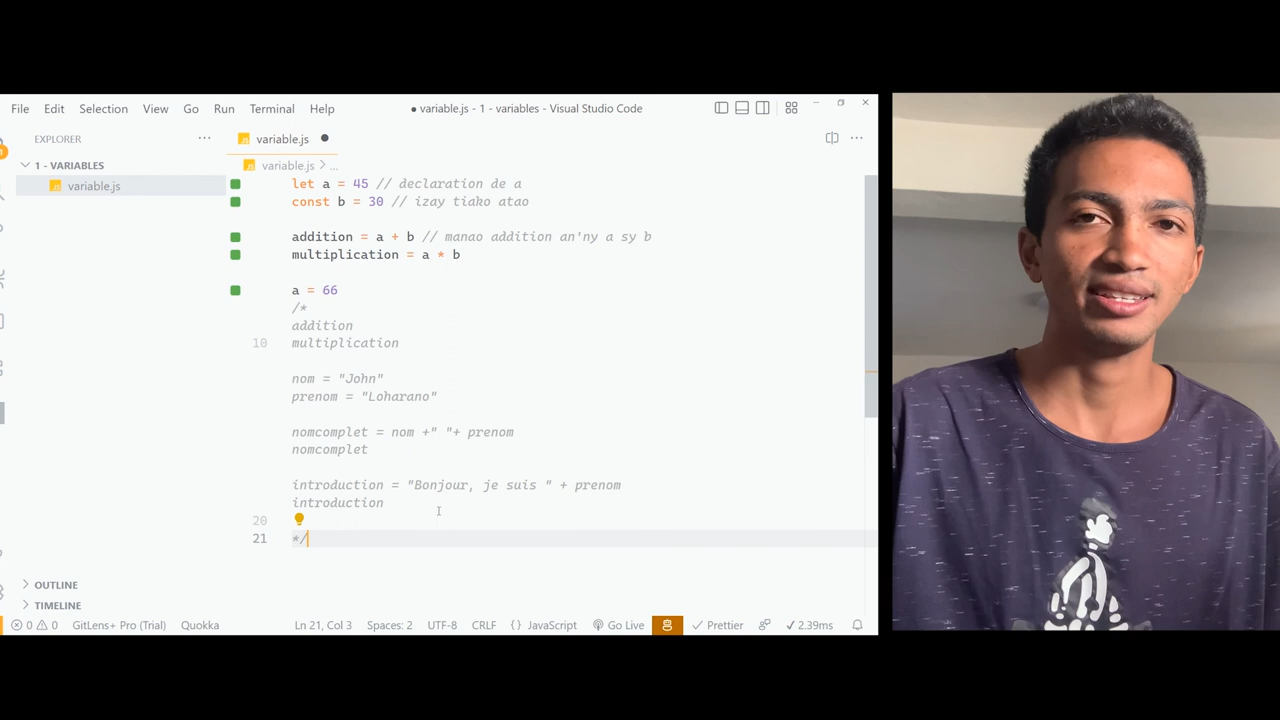 File Edit Selection View Go Run Terminal Help
● variable.js - 1 - variables - Visual Studio Code
EXPLORER ...
variable.js ●
1 - VARIABLES
variable.js
variable.js > ...
let a = 45 // declaration de a
const b = 30 // izay tiako atao
addition = a + b // manao addition an'ny a sy b
multiplication = a * b
a = 66
/*
addition
10 multiplication
nom = "John"
prenom = "Loharano"
nomcomplet = nom +" "+ prenom
nomcomplet
introduction = "Bonjour, je suis " + prenom
introduction
20
21 */
OUTLINE
TIMELINE
0 0 GitLens+ Pro (Trial) Quokka Ln 21, Col 3 Spaces: 2 UTF-8 CRLF {} JavaScript Go Live Prettier ✓ 2.39ms